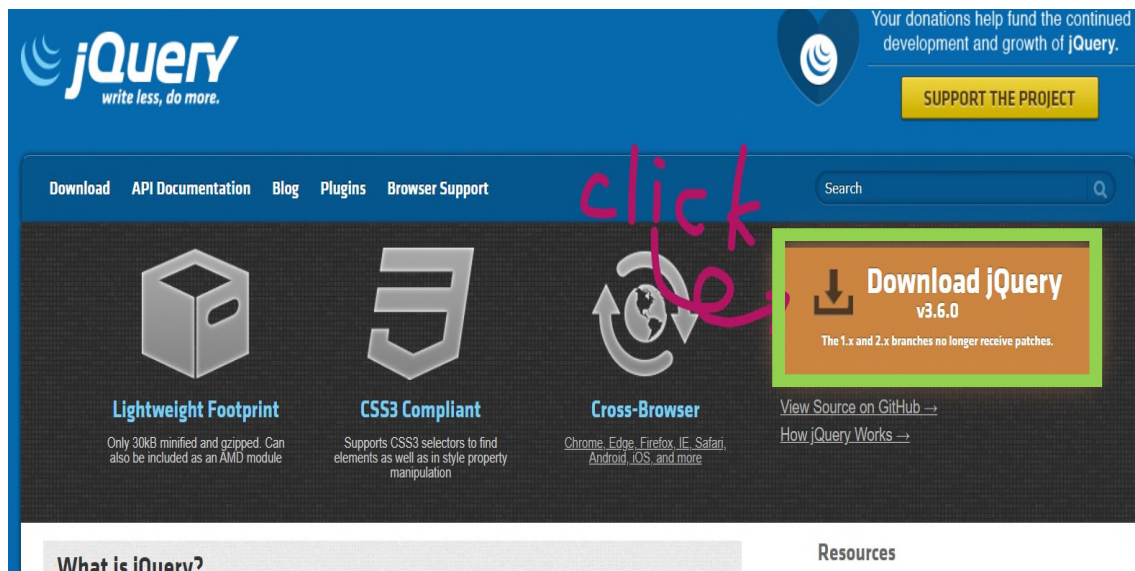 jQuery
write less, do more.
Your donations help fund the continued
development and growth of jQuery.
SUPPORT THE PROJECT
Download API Documentation Blog Plugins Browser Support
Search
click
Download jQuery
v3.6.0
The 1.x and 2.x branches no longer receive patches.
Lightweight Footprint
Only 30kB minified and gzipped. Can
also be included as an AMD module
CSS3 Compliant
Supports CSS3 selectors to find
elements as well as in style property
manipulation
Cross-Browser
Chrome, Edge, Firefox, IE, Safari,
Android, iOS, and more
View Source on GitHub →
How jQuery Works →
What is jQuery?
Resources